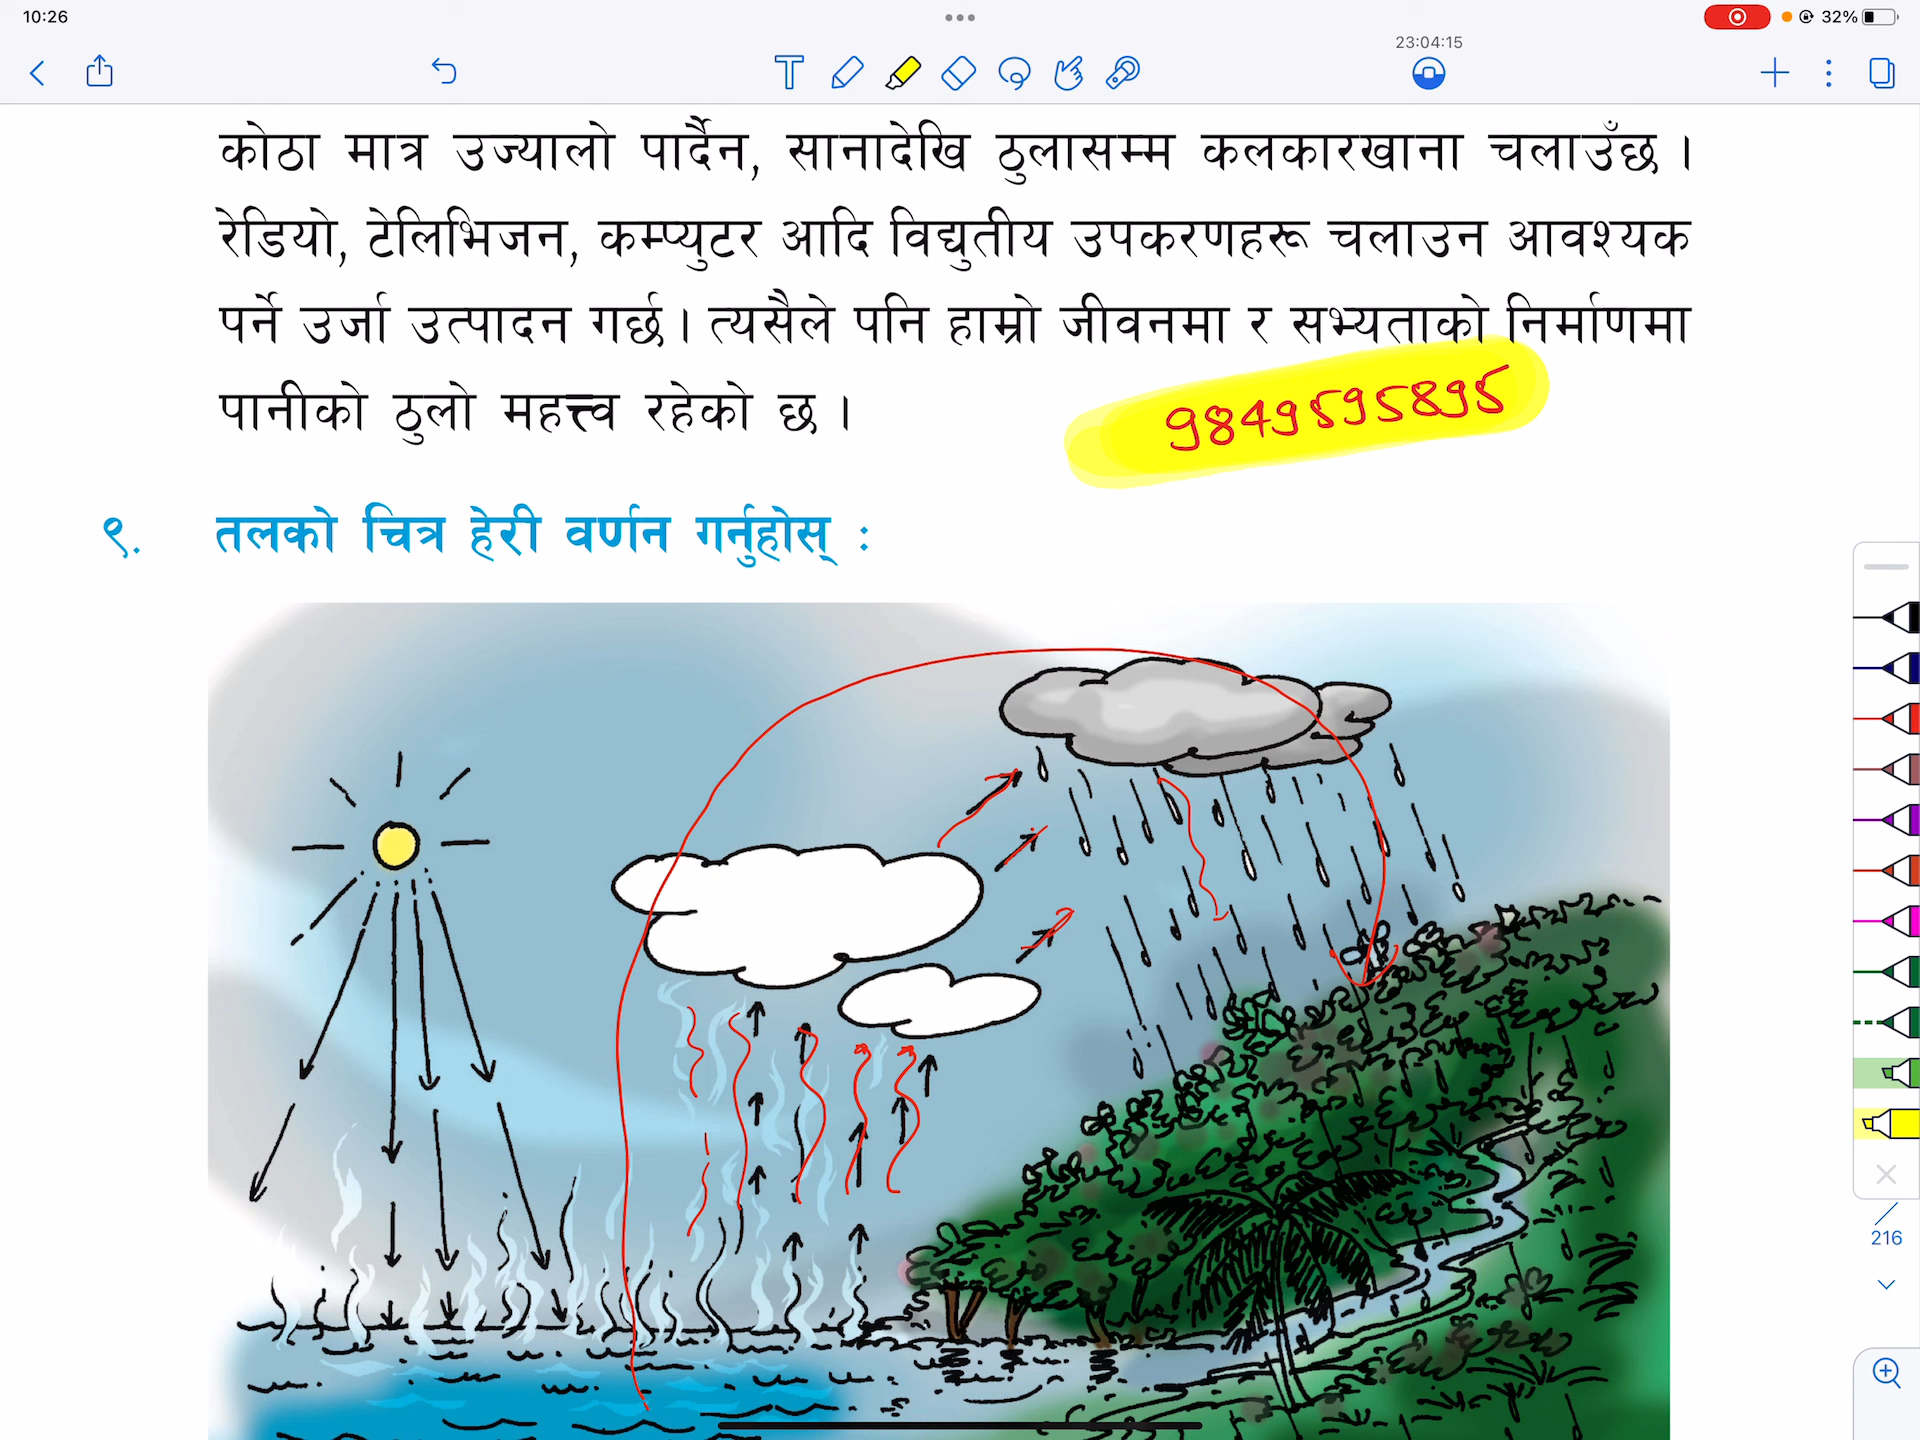 10:26
32%
23:04:15
T
कोठा मात्र उज्यालो पार्दैन, सानादेखि ठुलासम्म कलकारखाना चलाउँछ ।
रेडियो, टेलिभिजन, कम्प्युटर आदि विद्युतीय उपकरणहरू चलाउन आवश्यक
पर्ने उर्जा उत्पादन गर्छ । त्यसैले पनि हाम्रो जीवनमा र सभ्यताको निर्माणमा
पानीको ठुलो महत्त्व रहेको छ ।
9849595895
९. तलको चित्र हेरी वर्णन गर्नुहोस् :
216